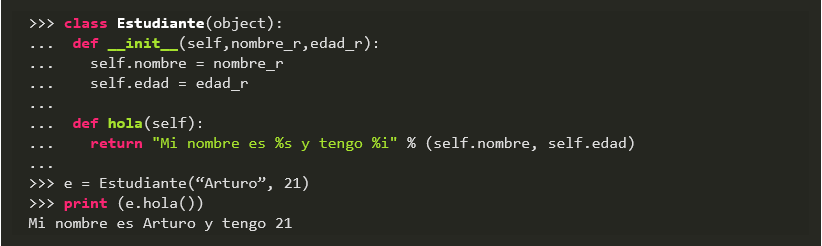 >>> class Estudiante(object):
...  def __init__(self,nombre_r,edad_r):
...    self.nombre = nombre_r
...    self.edad = edad_r
...
...  def hola(self):
...    return "Mi nombre es %s y tengo %i" % (self.nombre, self.edad)
...
>>> e = Estudiante(“Arturo”, 21)
>>> print (e.hola())
Mi nombre es Arturo y tengo 21